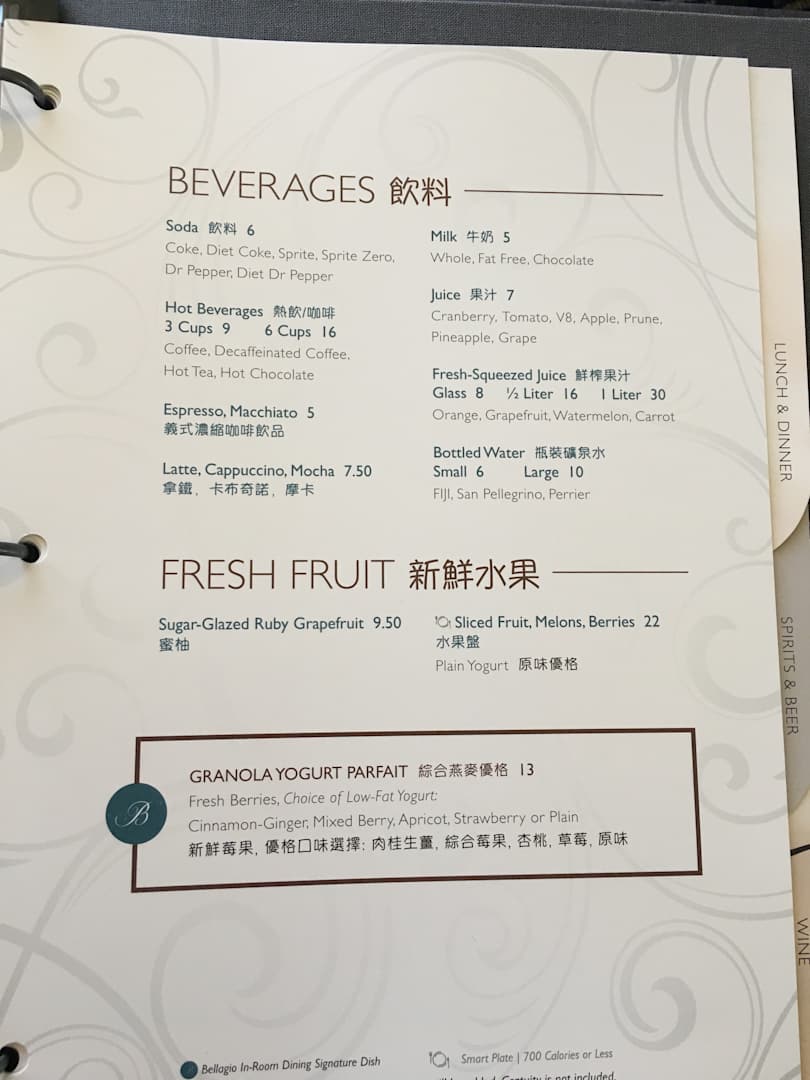 BEVERAGES 飲料
Soda 飲料 6
Coke, Diet Coke, Sprite, Sprite Zero,
Dr Pepper, Diet Dr Pepper
Hot Beverages 熱飲/咖啡
3 Cups 9 6 Cups 16
Coffee, Decaffeinated Coffee,
Hot Tea, Hot Chocolate
Espresso, Macchiato 5
義式濃縮咖啡飲品
Latte, Cappuccino, Mocha 7.50
拿鐵, 卡布奇諾, 摩卡
Milk 牛奶 5
Whole, Fat Free, Chocolate
Juice 果汁 7
Cranberry, Tomato, V8, Apple, Prune,
Pineapple, Grape
Fresh-Squeezed Juice 鮮榨果汁
Glass 8 ½ Liter 16 1 Liter 30
Orange, Grapefruit, Watermelon, Carrot
Bottled Water 瓶裝礦泉水
Small 6 Large 10
FIJI, San Pellegrino, Perrier
FRESH FRUIT 新鮮水果
Sugar-Glazed Ruby Grapefruit 9.50
蜜柚
Sliced Fruit, Melons, Berries 22
水果盤
Plain Yogurt 原味優格
B
GRANOLA YOGURT PARFAIT 綜合燕麥優格 13
Fresh Berries, Choice of Low-Fat Yogurt:
Cinnamon-Ginger, Mixed Berry, Apricot, Strawberry or Plain
新鮮莓果, 優格口味選擇: 肉桂生薑, 綜合莓果, 杏桃, 草莓, 原味
Bellagio In-Room Dining Signature Dish
Smart Plate | 700 Calories or Less
not included.
LUNCH & DINNER
SPIRITS & BEER
WINE